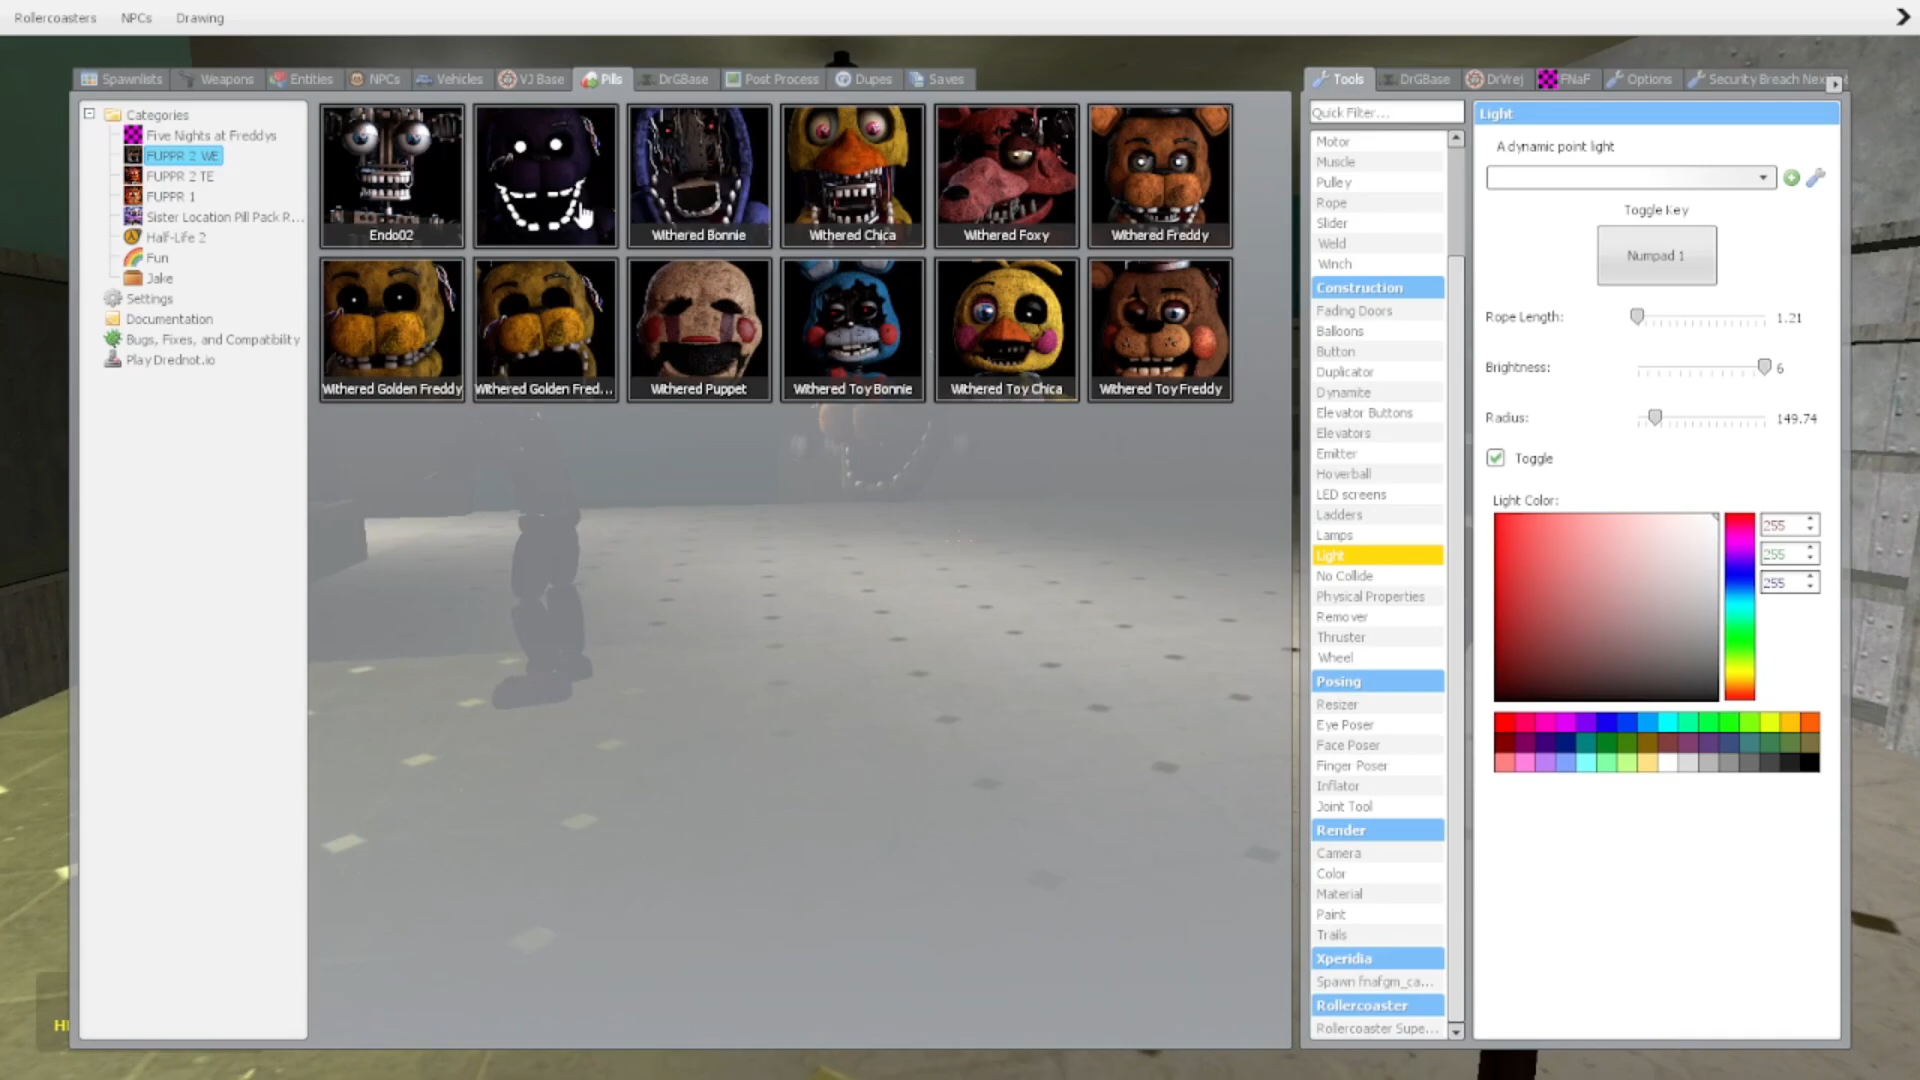 Rollercoasters NPCs Drawing
Spawnlists Weapons Entities NPCs Vehicles VJ Base Pills DrGBase Post Process Dupes Saves
Categories
Five Nights at Freddys
FUPPR 2 WE
FUPPR 2 TE
FUPPR 1
Sister Location Pill Pack R...
Half-Life 2
Fun
Jake
Settings
Documentation
Bugs, Fixes, and Compatibility
Play Drednot.io
Endo02
Withered Bonnie
Withered Chica
Withered Foxy
Withered Freddy
Withered Golden Freddy
Withered Golden Fred...
Withered Puppet
Withered Toy Bonnie
Withered Toy Chica
Withered Toy Freddy
Tools DrGBase DrVrej FNaF Options Security Breach
Quick Filter...
Motor
Muscle
Pulley
Rope
Slider
Weld
Winch
Construction
Fading Doors
Balloons
Button
Duplicator
Dynamite
Elevator Buttons
Elevators
Emitter
Hoverball
LED screens
Ladders
Lamps
Light
No Collide
Physical Properties
Remover
Thruster
Wheel
Posing
Resizer
Eye Poser
Face Poser
Finger Poser
Inflator
Joint Tool
Render
Camera
Color
Material
Paint
Trails
Xperidia
Spawn fnafgm_ca...
Rollercoaster
Rollercoaster Supe...
Light
A dynamic point light
Toggle Key
Numpad 1
Rope Length: 1.21
Brightness: 6
Radius: 149.74
Toggle
Light Color:
255
255
255